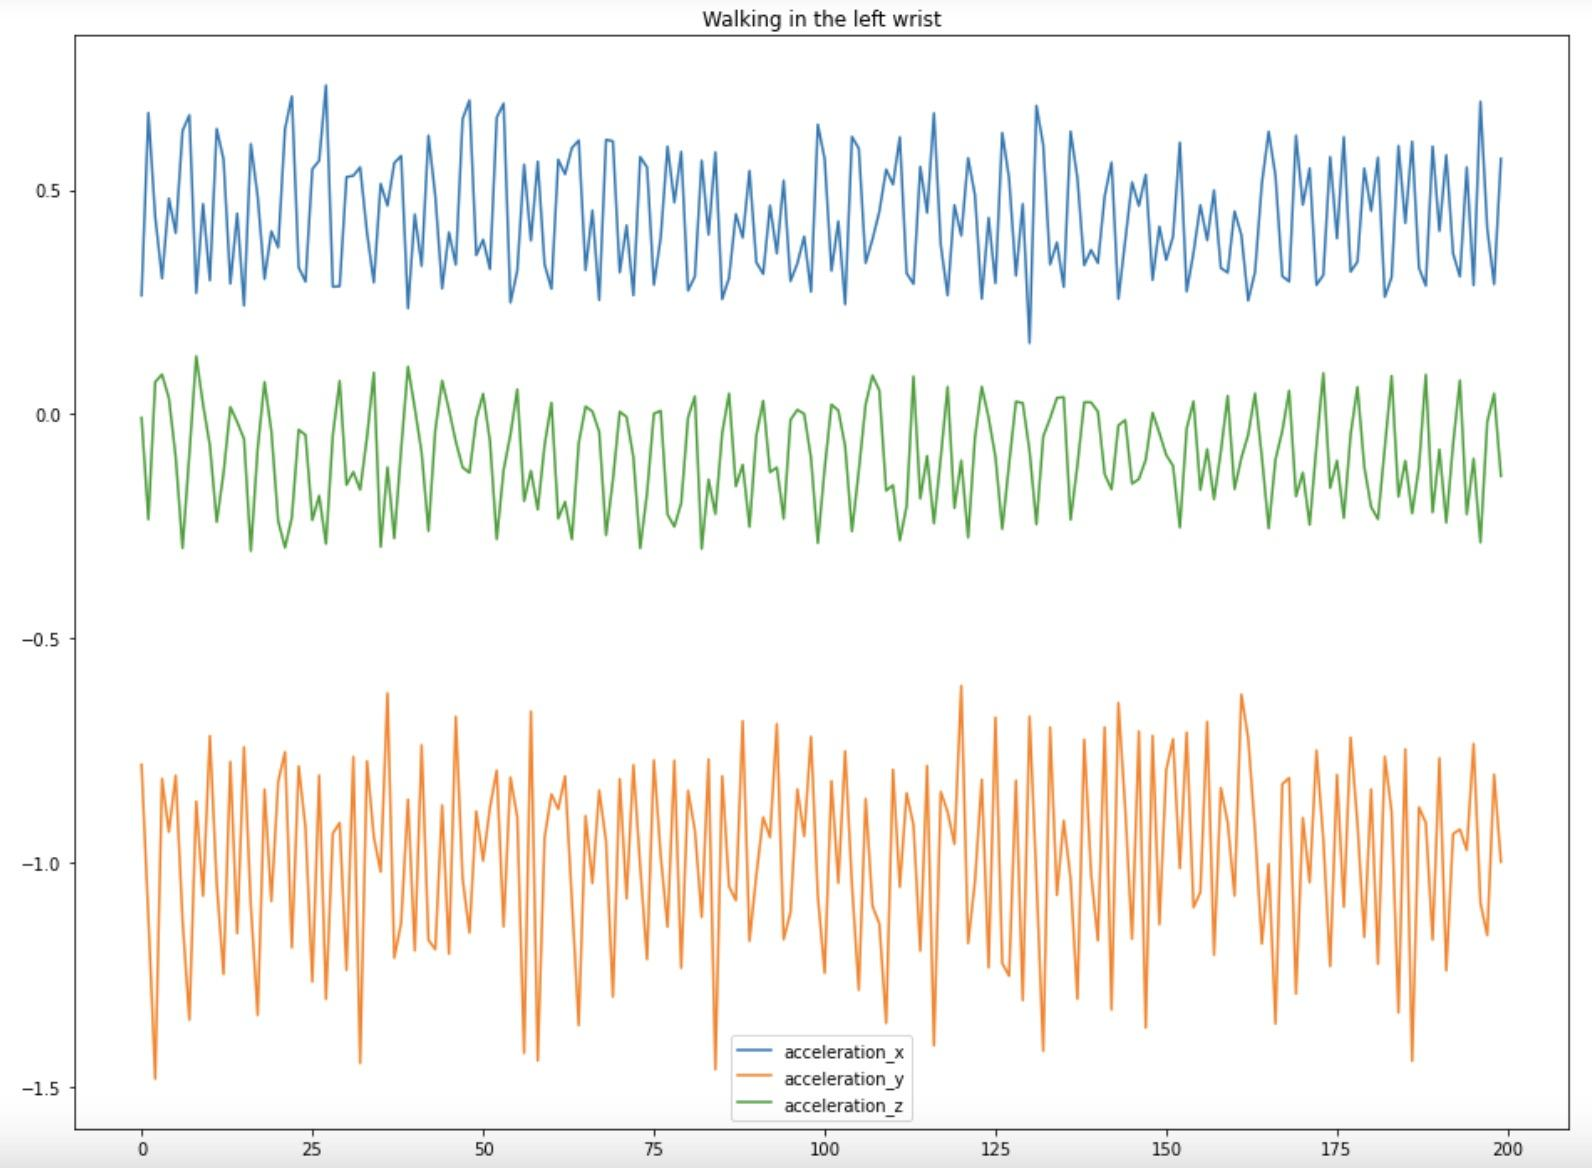 Walking in the left wrist
0.5
0.0
−0.5
−1.0
−1.5
acceleration_x
acceleration_y
acceleration_z
0 25 50 75 100 125 150 175 200